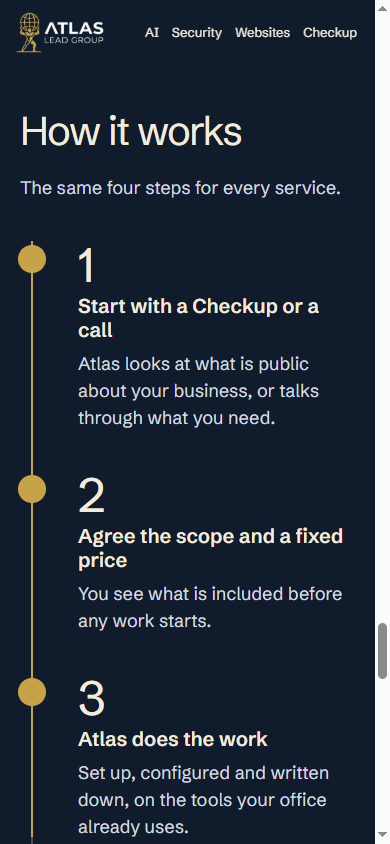 ATLAS
LEAD GROUP
AI Security Websites Checkup
How it works
The same four steps for every service.
1
Start with a Checkup or a
call
Atlas looks at what is public
about your business, or talks
through what you need.
2
Agree the scope and a fixed
price
You see what is included before
any work starts.
3
Atlas does the work
Set up, configured and written
down, on the tools your office
already uses.